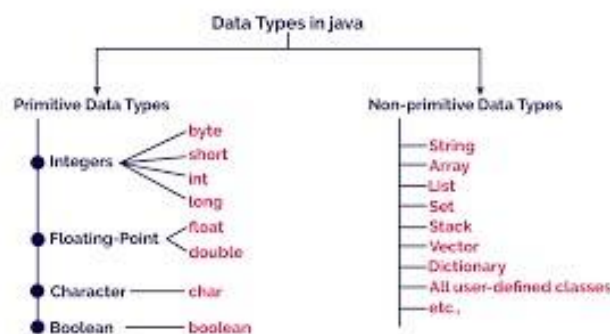 Data Types in java
Primitive Data Types
Integers
byte
short
int
long
Floating-Point
float
double
Character
char
Boolean
boolean
Non-primitive Data Types
String
Array
List
Set
Stack
Vector
Dictionary
All user-defined classes
etc.,